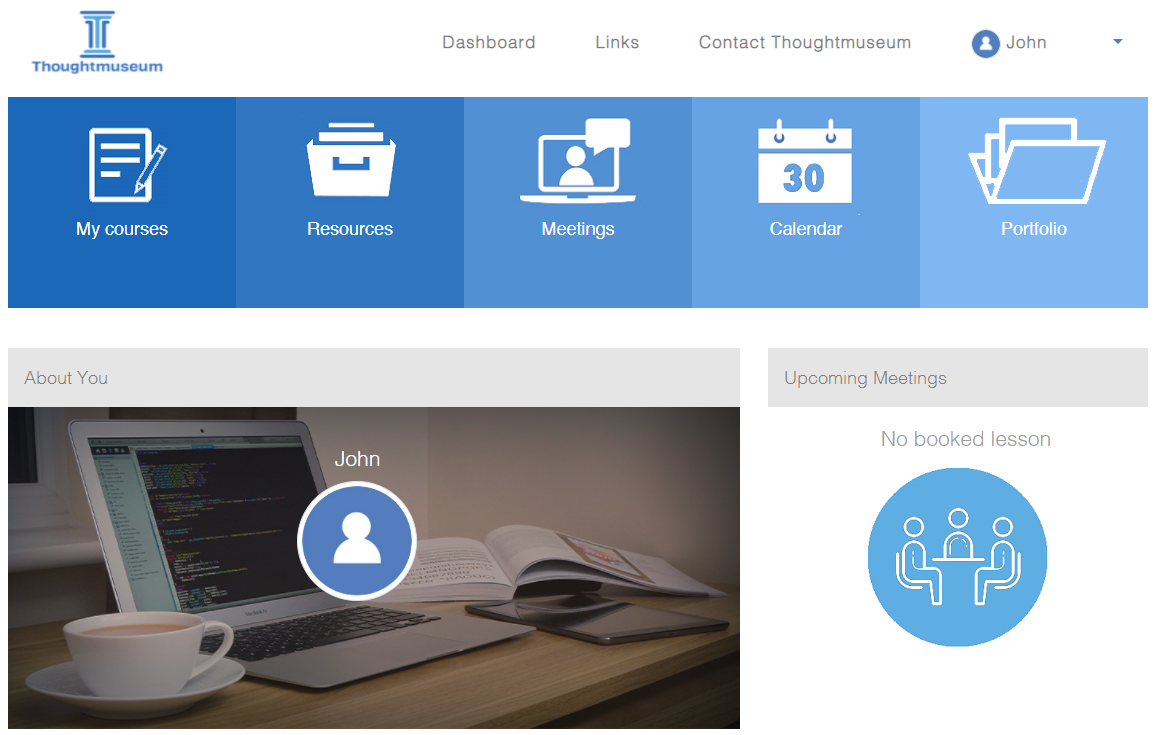 Thoughtmuseum
Dashboard
Links
Contact Thoughtmuseum
John
My courses
Resources
Meetings
30
Calendar
Portfolio
About You
Upcoming Meetings
John
No booked lesson